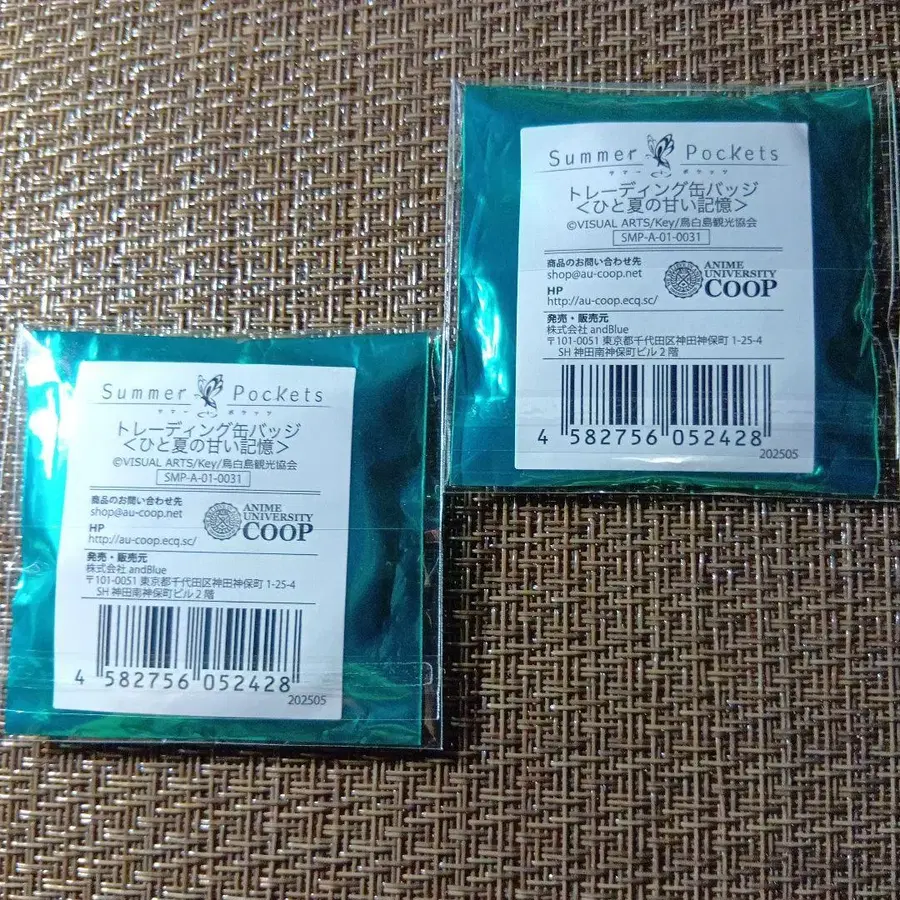 Summer Pockets
サマー ポケッツ
トレーディング缶バッジ
＜ひと夏の甘い記憶＞
©VISUAL ARTS/Key/鳥白島観光協会
SMP-A-01-0031
商品のお問い合わせ先
shop@au-coop.net
HP
http://au-coop.ecq.sc/
ANIME
UNIVERSITY
COOP
発売・販売元
株式会社 andBlue
〒101-0051 東京都千代田区神田神保町 1-25-4
SH 神田南神保町ビル 2 階
4 582756 052428
202505
Summer Pockets
サマー ポケッツ
トレーディング缶バッジ
＜ひと夏の甘い記憶＞
©VISUAL ARTS/Key/鳥白島観光協会
SMP-A-01-0031
商品のお問い合わせ先
shop@au-coop.net
HP
http://au-coop.ecq.sc/
ANIME
UNIVERSITY
COOP
発売・販売元
株式会社 andBlue
〒101-0051 東京都千代田区神田神保町 1-25-4
SH 神田南神保町ビル 2 階
4 582756 052428
202505